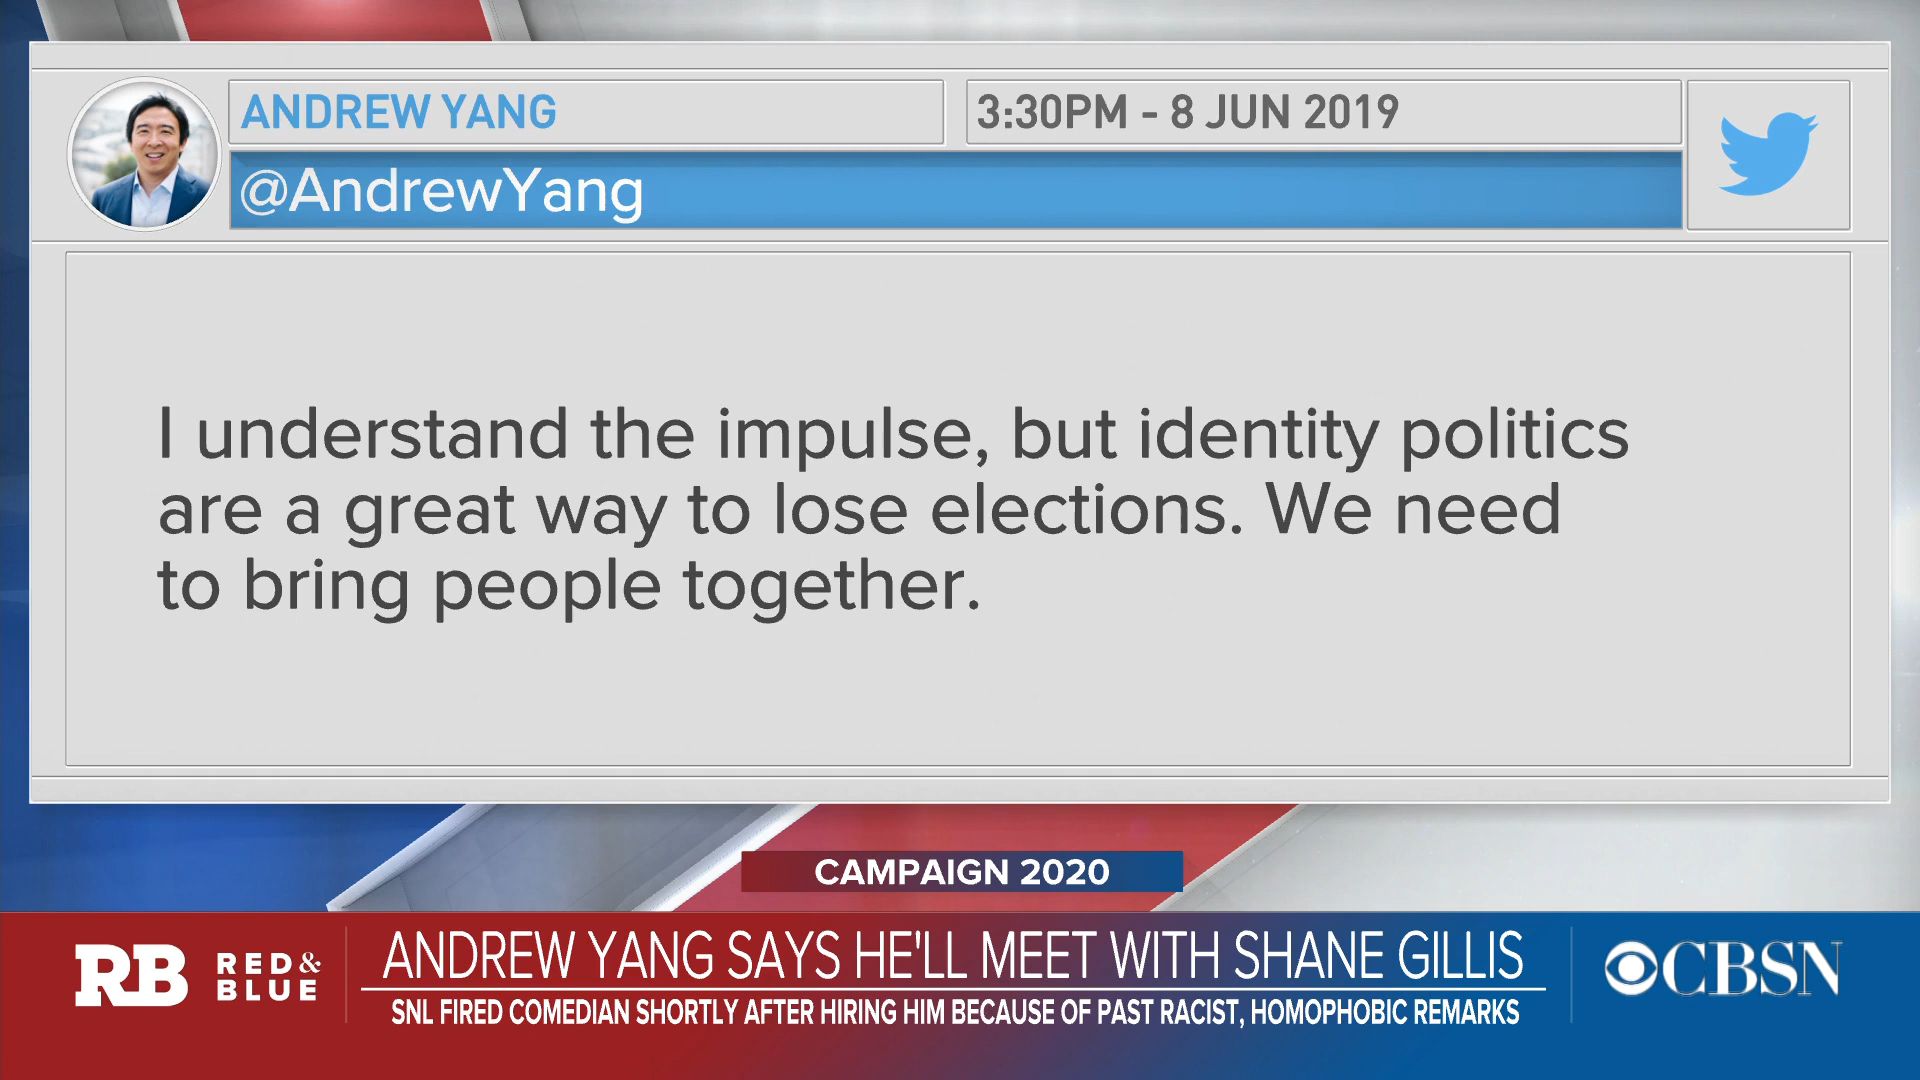 ANDREW YANG
3:30PM - 8 JUN 2019
@AndrewYang
I understand the impulse, but identity politics
are a great way to lose elections. We need
to bring people together.
CAMPAIGN 2020
RB RED &
BLUE
ANDREW YANG SAYS HE'LL MEET WITH SHANE GILLIS
SNL FIRED COMEDIAN SHORTLY AFTER HIRING HIM BECAUSE OF PAST RACIST, HOMOPHOBIC REMARKS
CBSN